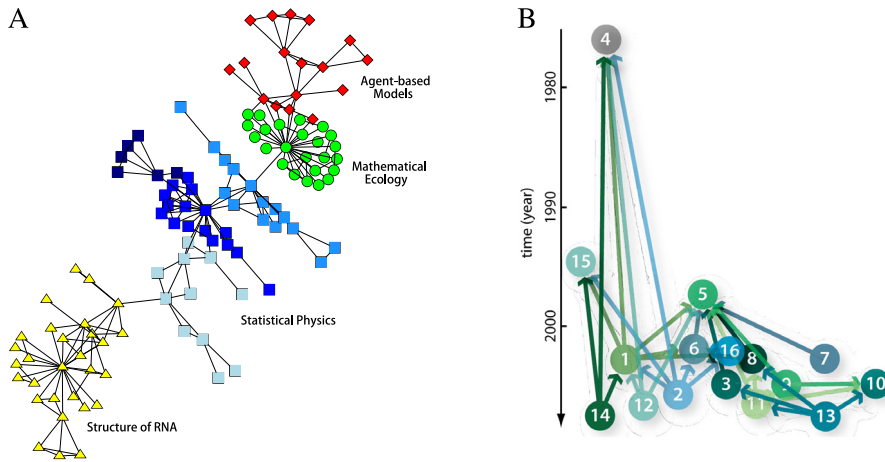 A
Agent-based
Models
Mathematical
Ecology
Statistical Physics
Structure of RNA
B
time (year)
1980
1990
2000
4
15
5
1
6
16
8
7
12
2
3
9
10
11
14
13